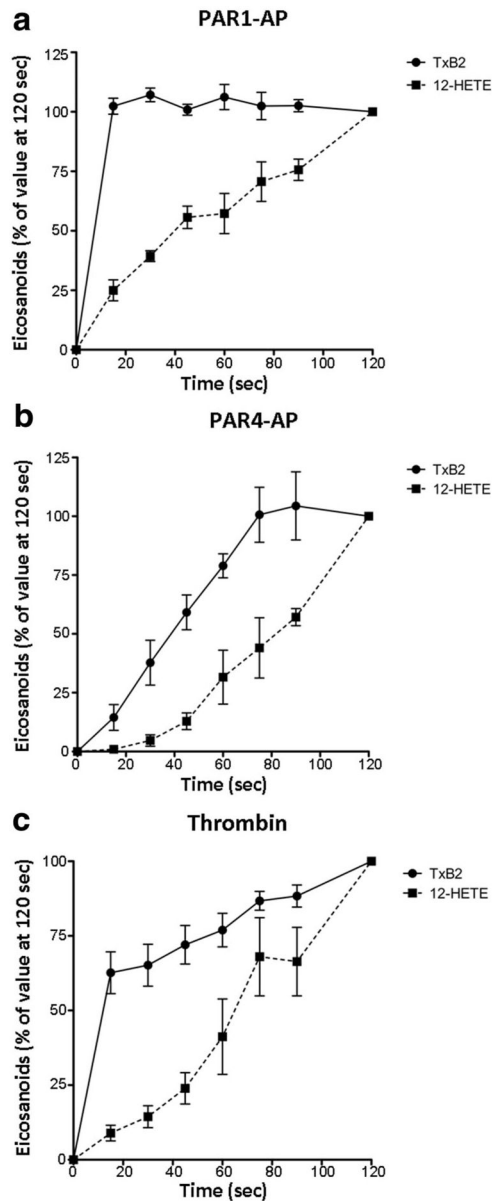 a
PAR1-AP
Eicosanoids (% of value at 120 sec)
125
100
75
50
25
0
0 20 40 60 80 100 120
Time (sec)
TxB2
12-HETE
b
PAR4-AP
Eicosanoids (% of value at 120 sec)
125
100
75
50
25
0
0 20 40 60 80 100 120
Time (sec)
TxB2
12-HETE
c
Thrombin
Eicosanoids (% of value at 120 sec)
100
75
50
25
0
0 20 40 60 80 100 120
Time (sec)
TxB2
12-HETE